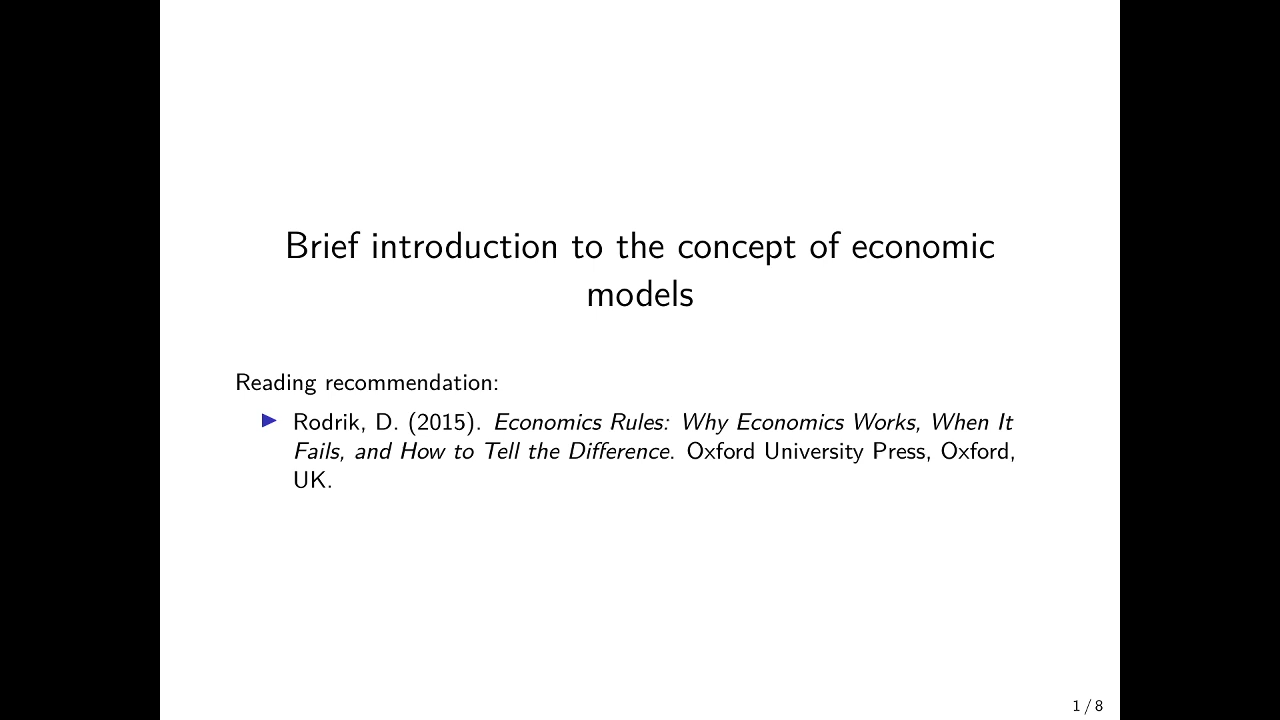 Brief introduction to the concept of economic
models
Reading recommendation:
Rodrik, D. (2015). Economics Rules: Why Economics Works, When It
Fails, and How to Tell the Difference. Oxford University Press, Oxford,
UK.
1 / 8